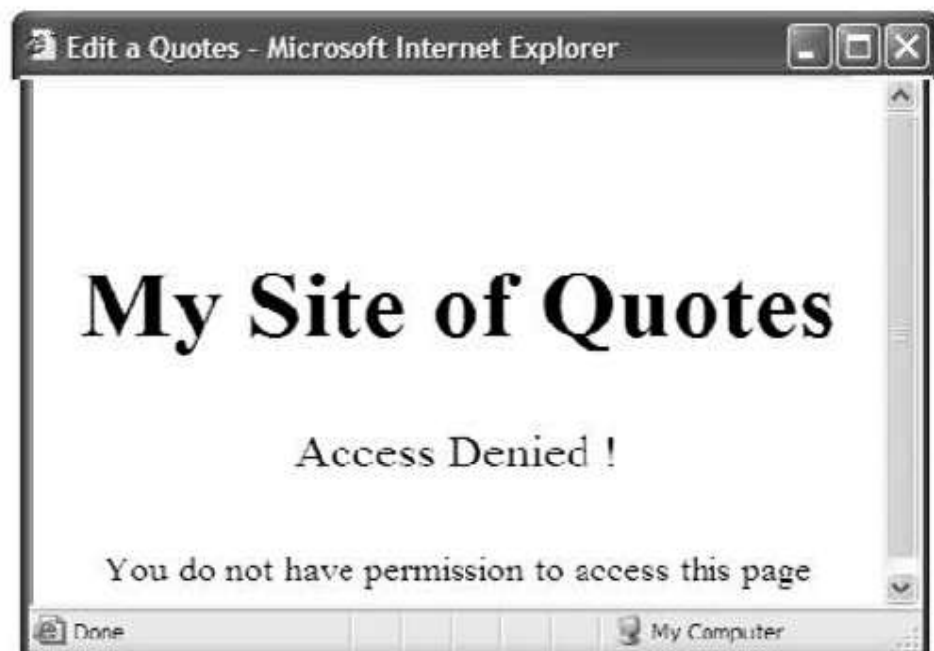 Edit a Quotes - Microsoft Internet Explorer
My Site of Quotes
Access Denied !
You do not have permission to access this page
Done
My Computer